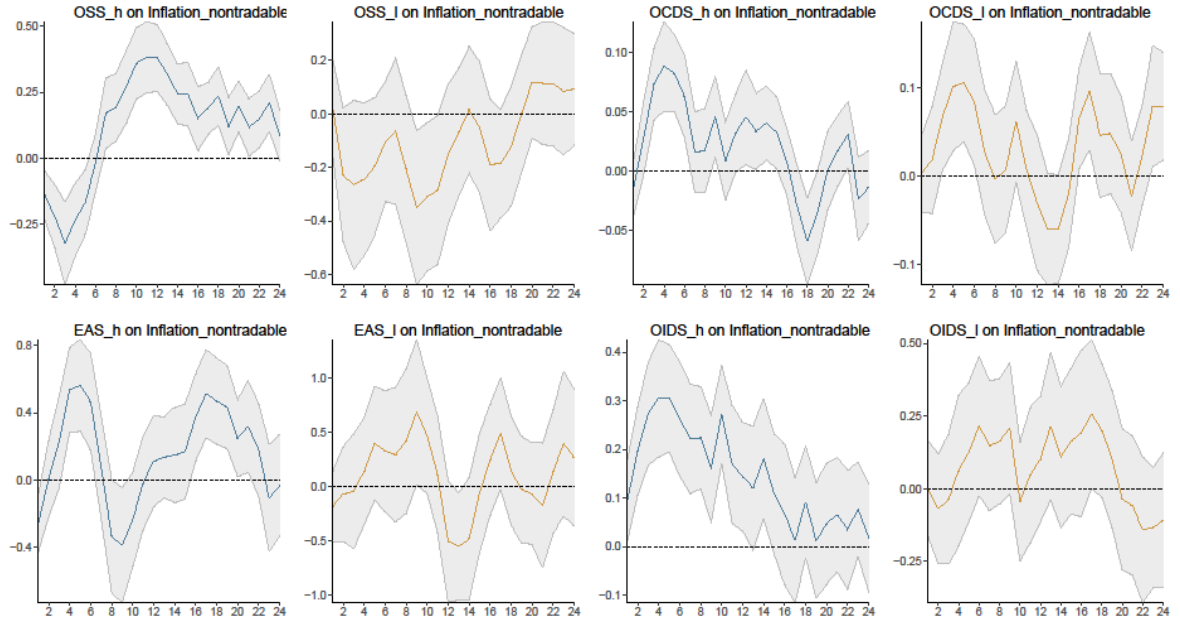 OSS_h on Inflation_nontradable
0.50
0.25
0.00
−0.25
2 4 6 8 10 12 14 16 18 20 22 24
OSS_l on Inflation_nontradable
0.2
0.0
−0.2
−0.4
−0.6
2 4 6 8 10 12 14 16 18 20 22 24
OCDS_h on Inflation_nontradable
0.10
0.05
0.00
−0.05
2 4 6 8 10 12 14 16 18 20 22 24
OCDS_l on Inflation_nontradable
0.1
0.0
−0.1
2 4 6 8 10 12 14 16 18 20 22 24
EAS_h on Inflation_nontradable
0.8
0.4
0.0
−0.4
2 4 6 8 10 12 14 16 18 20 22 24
EAS_l on Inflation_nontradable
1.0
0.5
0.0
−0.5
−1.0
2 4 6 8 10 12 14 16 18 20 22 24
OIDS_h on Inflation_nontradable
0.4
0.3
0.2
0.1
0.0
−0.1
2 4 6 8 10 12 14 16 18 20 22 24
OIDS_l on Inflation_nontradable
0.50
0.25
0.00
−0.25
2 4 6 8 10 12 14 16 18 20 22 24